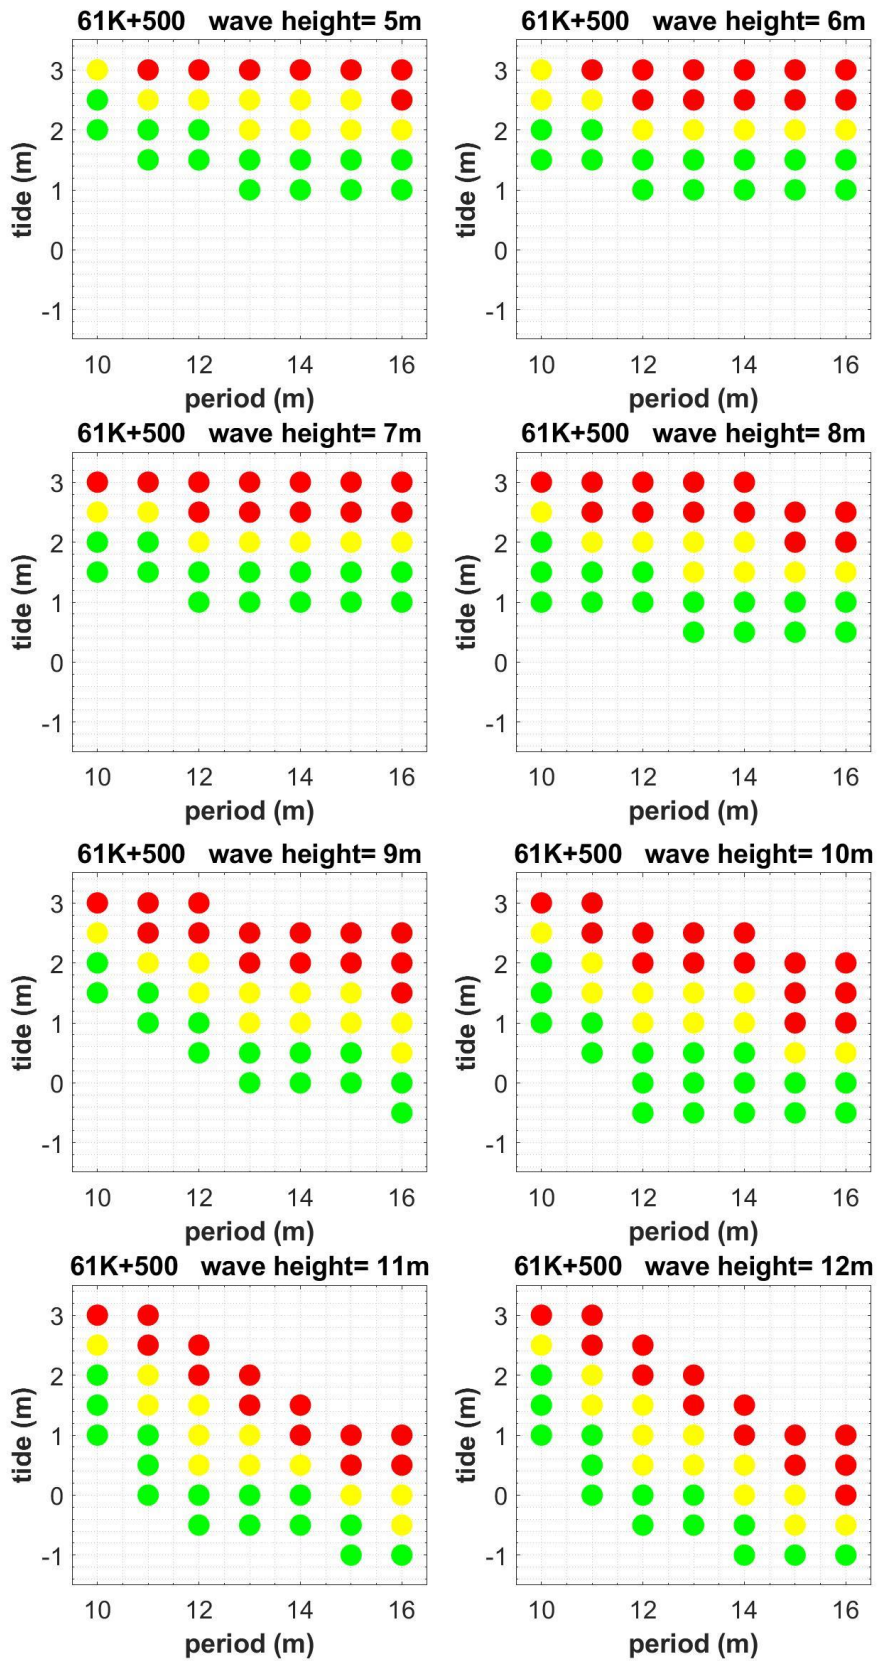 61K+500 wave height= 5m
3
2
1
0
-1
tide (m)
10 12 14 16
period (m)
61K+500 wave height= 6m
3
2
1
0
-1
tide (m)
10 12 14 16
period (m)
61K+500 wave height= 7m
3
2
1
0
-1
tide (m)
10 12 14 16
period (m)
61K+500 wave height= 8m
3
2
1
0
-1
tide (m)
10 12 14 16
period (m)
61K+500 wave height= 9m
3
2
1
0
-1
tide (m)
10 12 14 16
period (m)
61K+500 wave height= 10m
3
2
1
0
-1
tide (m)
10 12 14 16
period (m)
61K+500 wave height= 11m
3
2
1
0
-1
tide (m)
10 12 14 16
period (m)
61K+500 wave height= 12m
3
2
1
0
-1
tide (m)
10 12 14 16
period (m)